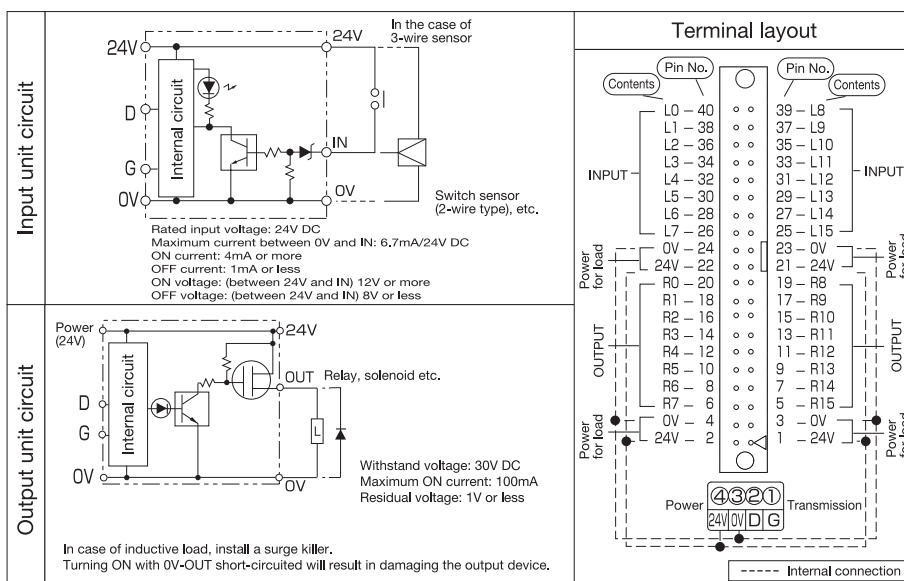 Input unit circuit
24V
D
G
0V
Internal circuit
24V
IN
0V
In the case of
3-wire sensor
Switch sensor
(2-wire type), etc.
Rated input voltage: 24V DC
Maximum current between 0V and IN: 6.7mA/24V DC
ON current: 4mA or more
OFF current: 1mA or less
ON voltage: (between 24V and IN) 12V or more
OFF voltage: (between 24V and IN) 8V or less
Output unit circuit
Power
(24V)
D
G
0V
Internal circuit
24V
OUT
L
0V
Relay, solenoid etc.
Withstand voltage: 30V DC
Maximum ON current: 100mA
Residual voltage: 1V or less
In case of inductive load, install a surge killer.
Turning ON with 0V-OUT short-circuited will result in damaging the output device.
Terminal layout
Contents Pin No. Pin No. Contents
L0 – 40 39 – L8
L1 – 38 37 – L9
L2 – 36 35 – L10
L3 – 34 33 – L11
INPUT L4 – 32 31 – L12 INPUT
L5 – 30 29 – L13
L6 – 28 27 – L14
L7 – 26 25 – L15
Power for load 0V – 24 23 – 0V Power for load
24V – 22 21 – 24V
R0 – 20 19 – R8
R1 – 18 17 – R9
R2 – 16 15 – R10
R3 – 14 13 – R11
OUTPUT R4 – 12 11 – R12 OUTPUT
R5 – 10 9 – R13
R6 – 8 7 – R14
R7 – 6 5 – R15
Power for load 0V – 4 3 – 0V Power for load
24V – 2 1 – 24V
Power ④③②① Transmission
24V 0V D G
----- Internal connection